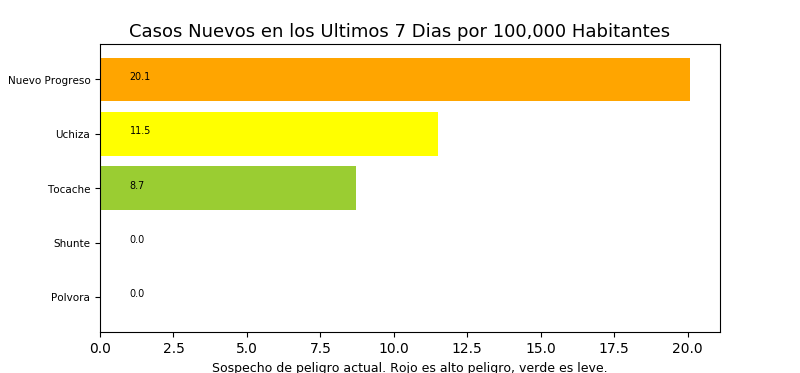 Casos Nuevos en los Ultimos 7 Dias por 100,000 Habitantes
Nuevo Progreso 20.1
Uchiza 11.5
Tocache 8.7
Shunte 0.0
Polvora 0.0
0.0 2.5 5.0 7.5 10.0 12.5 15.0 17.5 20.0
Sospecho de peligro actual. Rojo es alto peligro, verde es leve.